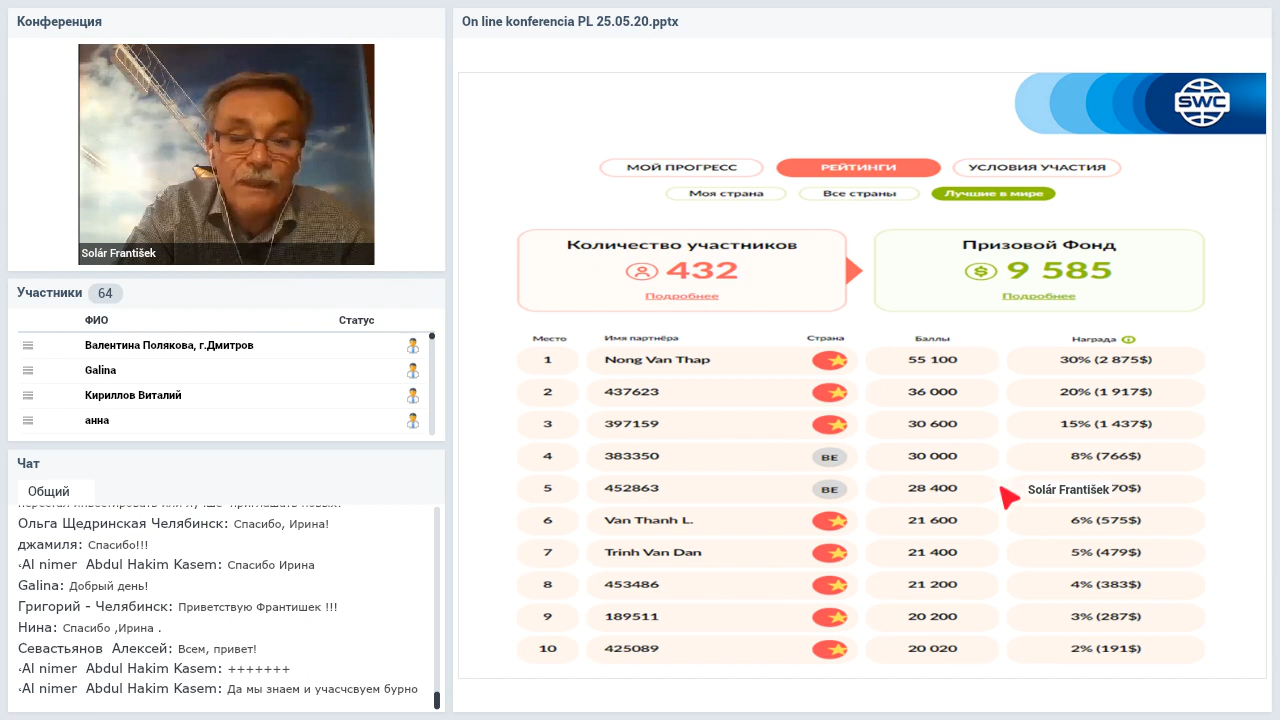 Конференция
Solár František
Участники 64
ФИО Статус
Валентина Полякова, г.Дмитров
Galina
Кириллов Виталий
анна
Чат
Общий
Ольга Щедринская Челябинск: Спасибо, Ирина!
джамиля: Спасибо!!!
‹Al nimer Abdul Hakim Kasem: Спасибо Ирина
Galina: Добрый день!
Григорий - Челябинск: Приветствую Франтишек !!!
Нина: Спасибо ,Ирина .
Севастьянов Алексей: Всем, привет!
‹Al nimer Abdul Hakim Kasem: +++++++
‹Al nimer Abdul Hakim Kasem: Да мы знаем и учасчсвуем бурно
On line konferencia PL 25.05.20.pptx
SWC
МОЙ ПРОГРЕСС РЕЙТИНГИ УСЛОВИЯ УЧАСТИЯ
Моя страна Все страны Лучшие в мире
Количество участников
432
Подробнее
Призовой Фонд
9 585
Подробнее
Место Имя партнёра Страна Баллы Награда
1 Nong Van Thap 55 100 30% (2 875$)
2 437623 36 000 20% (1 917$)
3 397159 30 600 15% (1 437$)
4 383350 BE 30 000 8% (766$)
5 452863 BE 28 400 Solár František 70$)
6 Van Thanh L. 21 600 6% (575$)
7 Trinh Van Dan 21 400 5% (479$)
8 453486 21 200 4% (383$)
9 189511 20 200 3% (287$)
10 425089 20 020 2% (191$)